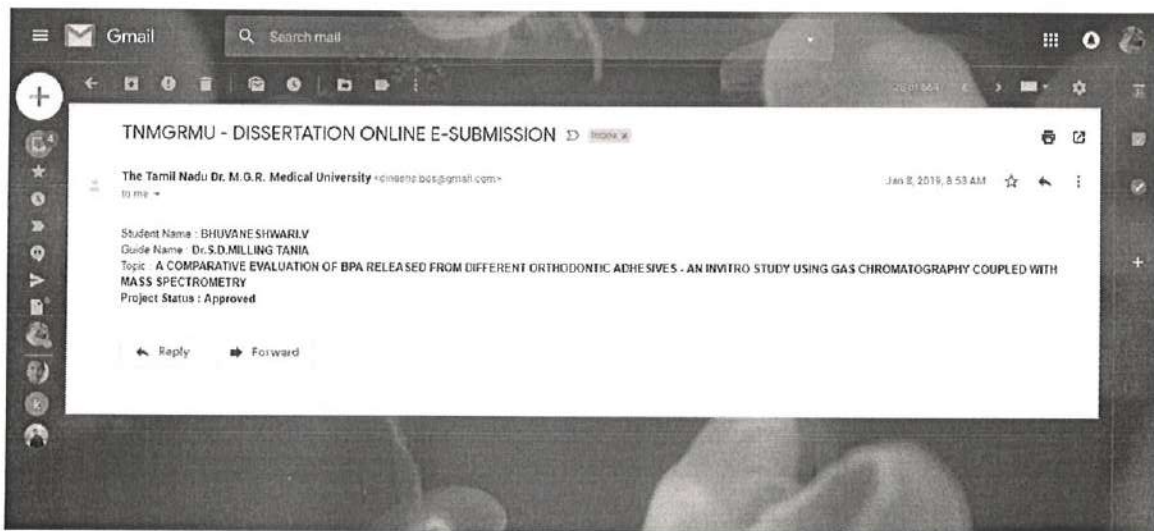 Gmail
Search mail
TNMGRMU - DISSERTATION ONLINE E-SUBMISSION
The Tamil Nadu Dr. M.G.R. Medical University
Jan 8, 2019, 8:53 AM
to me
Student Name : BHUVANESHWARI.V
Guide Name : Dr.S.D.MILLING TANIA
Topic : A COMPARATIVE EVALUATION OF BPA RELEASED FROM DIFFERENT ORTHODONTIC ADHESIVES - AN INVITRO STUDY USING GAS CHROMATOGRAPHY COUPLED WITH
MASS SPECTROMETRY
Project Status : Approved
Reply
Forward